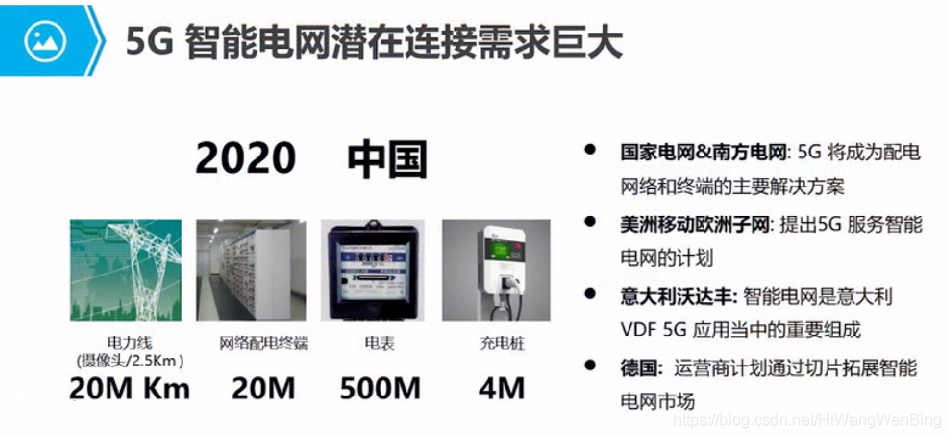 5G 智能电网潜在连接需求巨大
2020 中国
电力线
(摄像头/2.5Km)
20M Km
网络配电终端
20M
电表
500M
充电桩
4M
● 国家电网&南方电网: 5G 将成为配电
网络和终端的主要解决方案
● 美洲移动欧洲子网: 提出5G 服务智能
电网的计划
● 意大利沃达丰: 智能电网是意大利
VDF 5G 应用当中的重要组成
● 德国: 运营商计划通过切片拓展智能
电网市场
https://blog.csdn.net/HiWangWenBing